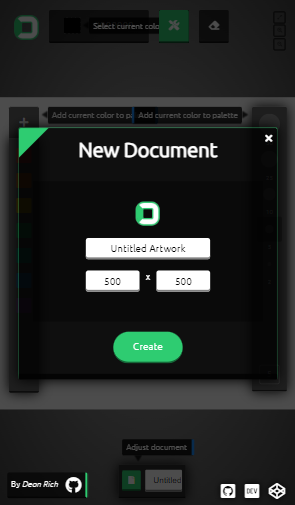 Select current colo
Add current color to pa
Add current color to palette
New Document
Untitled Artwork
500 x 500
Create
Adjust document
Untitled
By Dean Rich
DEV